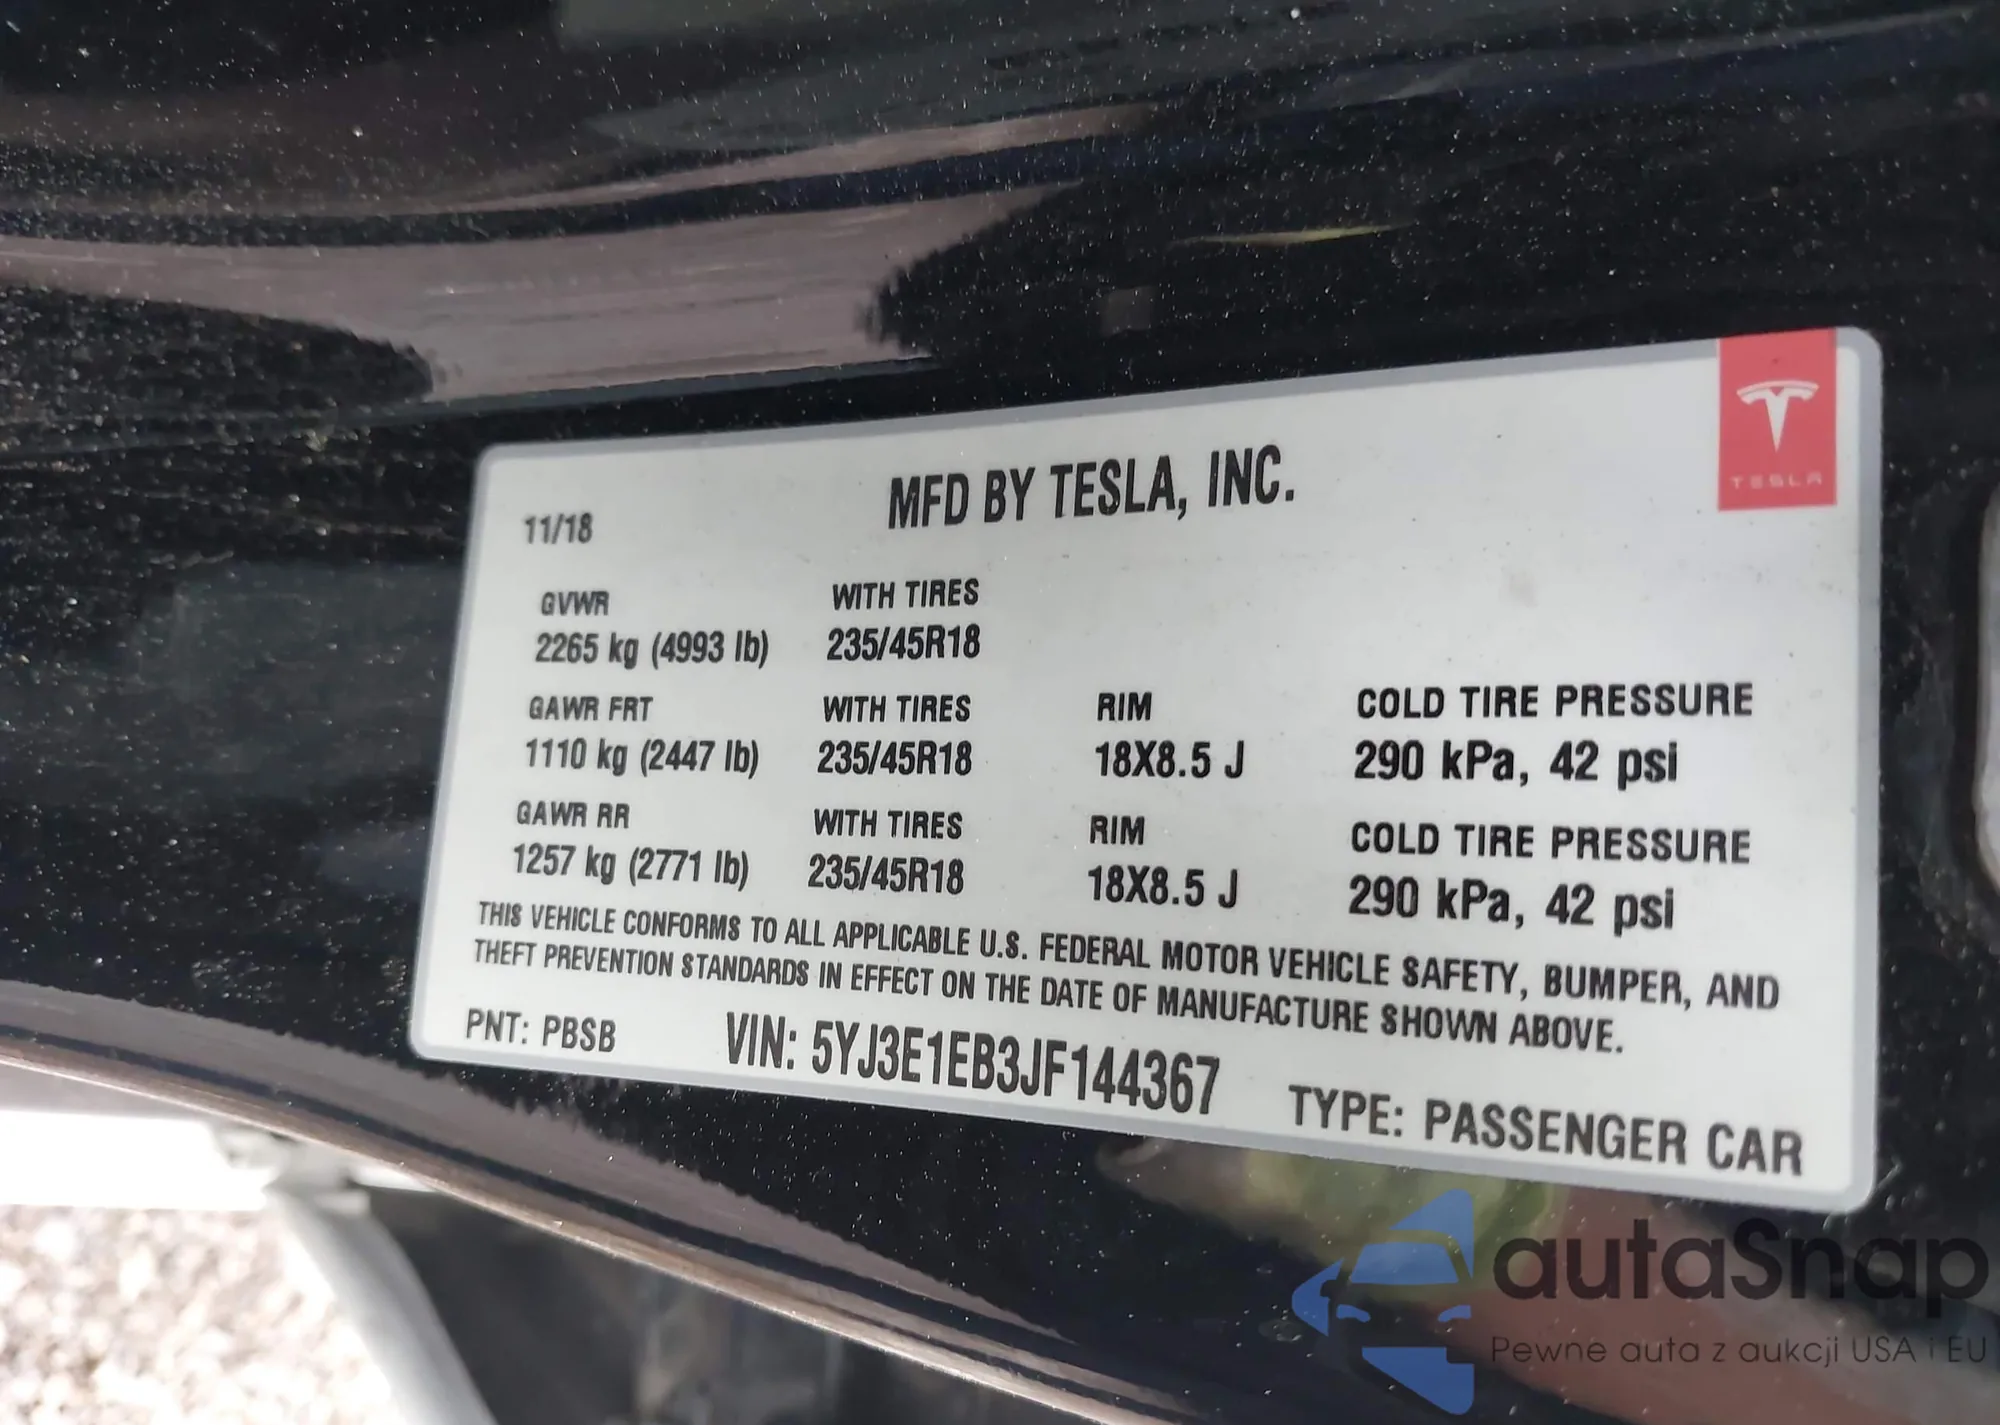 TESLA
MFD BY TESLA, INC.
11/18
GVWR WITH TIRES
2265 kg (4993 lb) 235/45R18
GAWR FRT WITH TIRES RIM COLD TIRE PRESSURE
1110 kg (2447 lb) 235/45R18 18X8.5 J 290 kPa, 42 psi
GAWR RR WITH TIRES RIM COLD TIRE PRESSURE
1257 kg (2771 lb) 235/45R18 18X8.5 J 290 kPa, 42 psi
THIS VEHICLE CONFORMS TO ALL APPLICABLE U.S. FEDERAL MOTOR VEHICLE SAFETY, BUMPER, AND
THEFT PREVENTION STANDARDS IN EFFECT ON THE DATE OF MANUFACTURE SHOWN ABOVE.
PNT: PBSB VIN: 5YJ3E1EB3JF144367 TYPE: PASSENGER CAR
autaSnap
Pewne auta z aukcji USA i EU